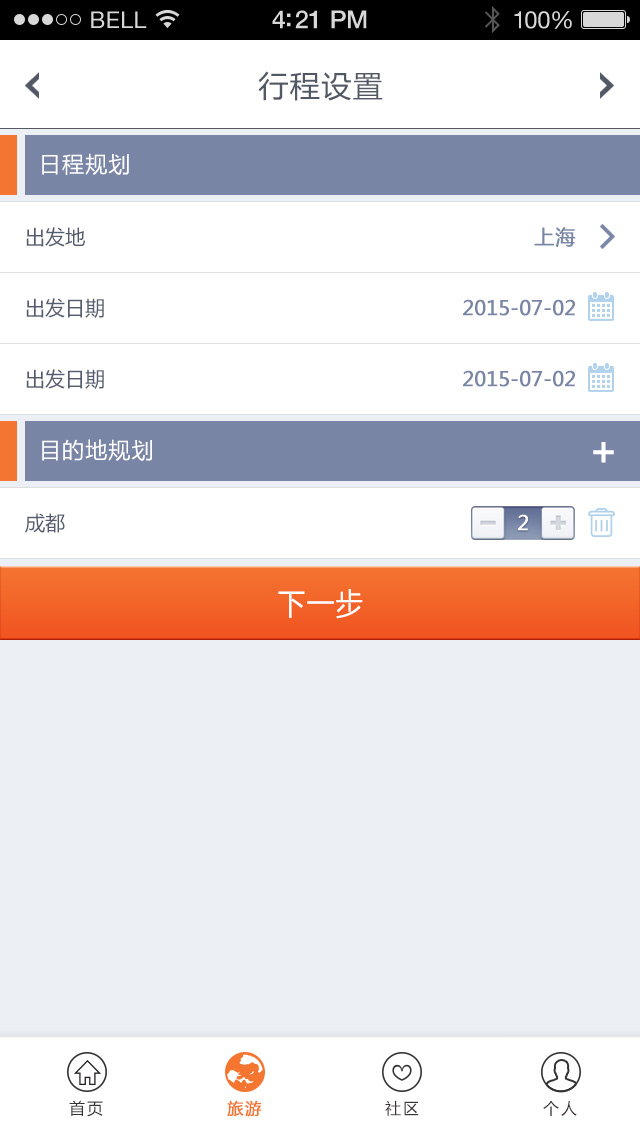 BELL 4:21 PM 100%
行程设置
日程规划
出发地 上海
出发日期 2015-07-02
出发日期 2015-07-02
目的地规划
成都 2
下一步
首页 旅游 社区 个人